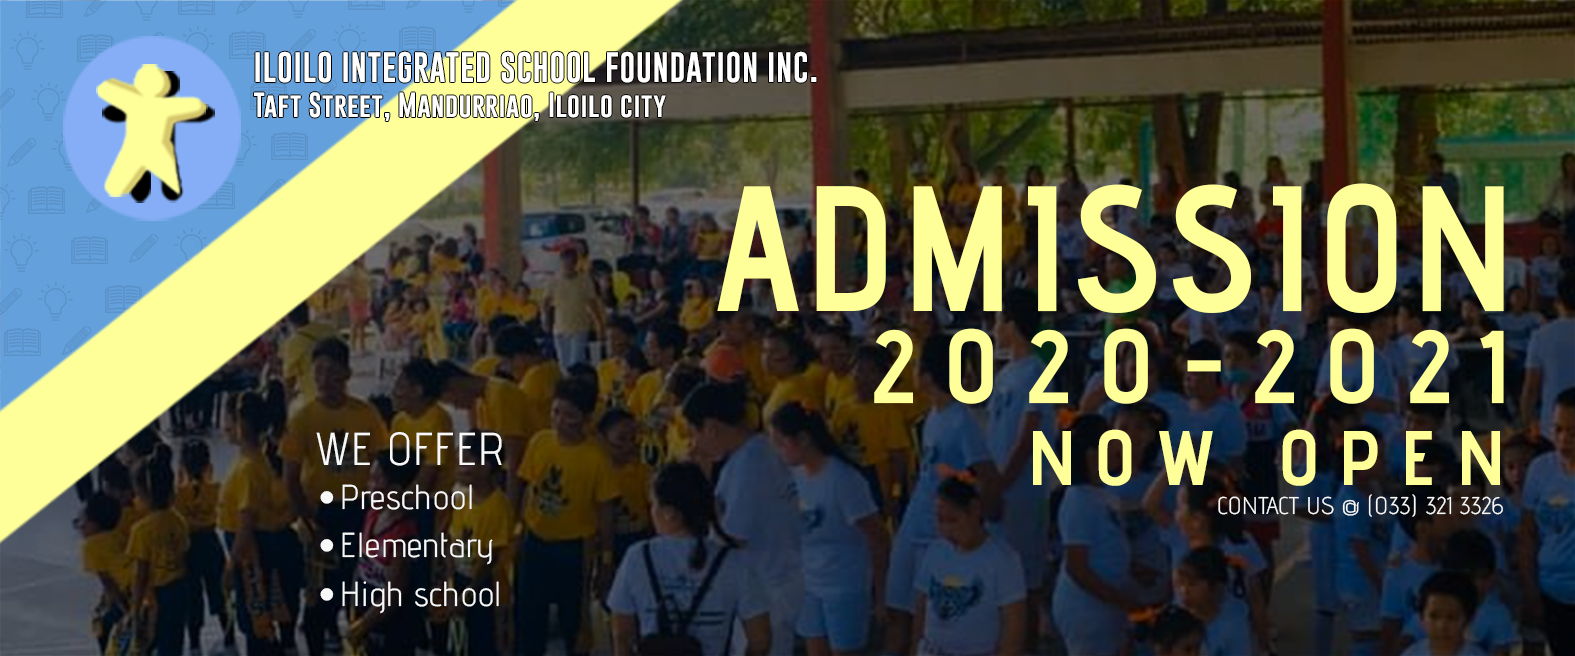 ILOILO INTEGRATED SCHOOL FOUNDATION INC.
TAFT STREET, MANDURRIAO, ILOILO CITY
ADMISSION
2020-2021
NOW OPEN
CONTACT US @ (033) 321 3326
WE OFFER
• Preschool
• Elementary
• High school